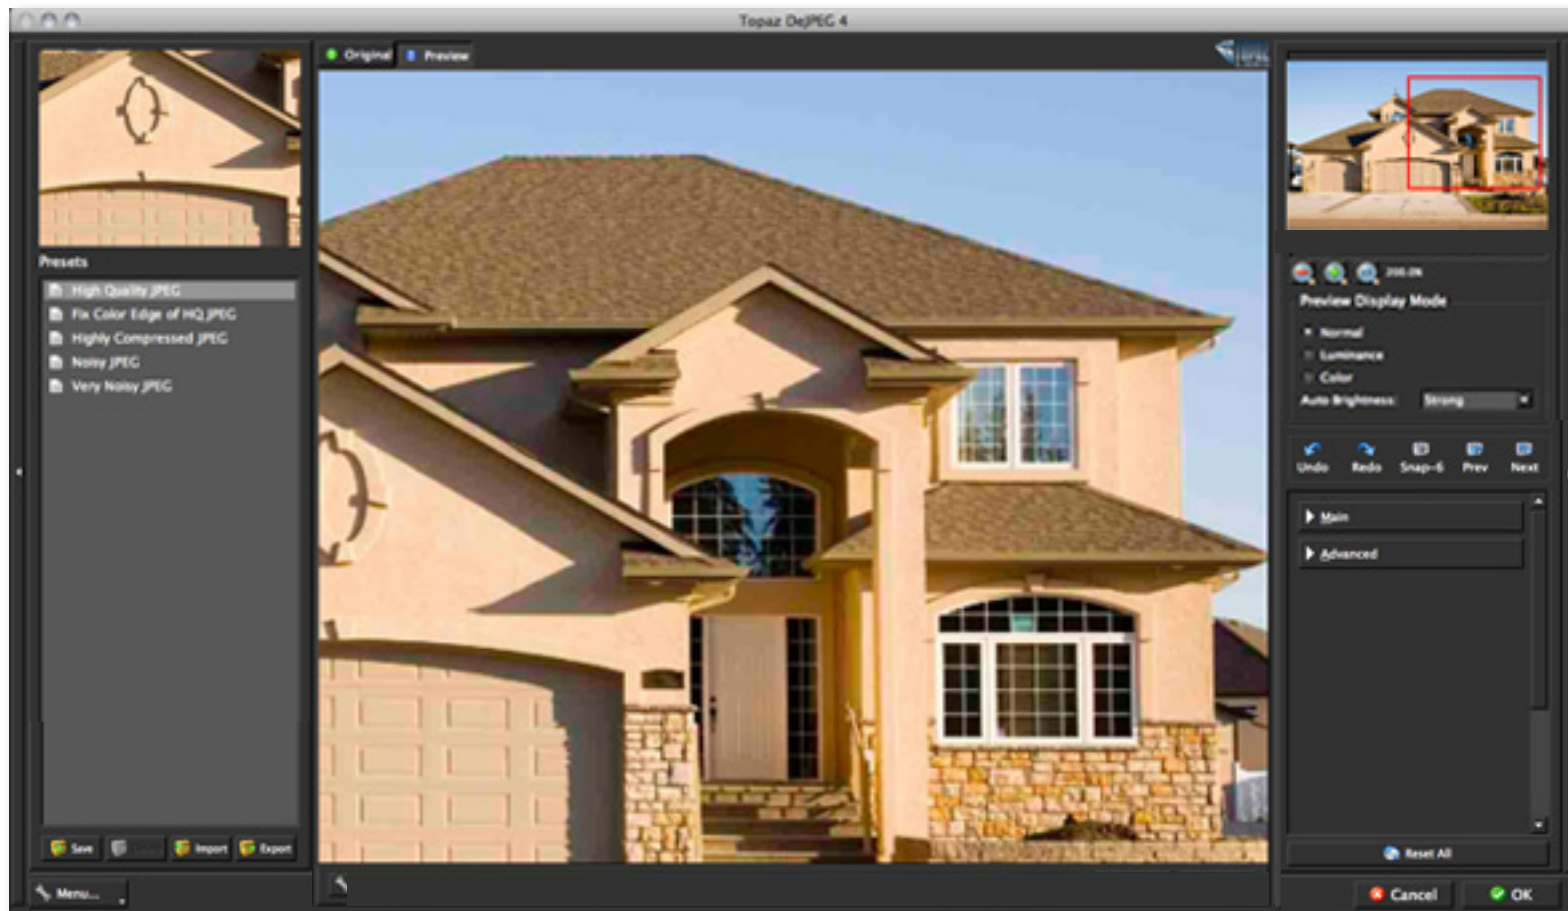 Topaz DeJPEG 4
Original Preview
Presets
High Quality JPEG
Fix Color Edge of HQ JPEG
Highly Compressed JPEG
Noisy JPEG
Very Noisy JPEG
Save Import Export
Menu...
200.0%
Preview Display Mode
Normal
Luminance
Color
Auto Brightness: Strong
Undo Redo Snap-6 Prev Next
Main
Advanced
Reset All
Cancel OK